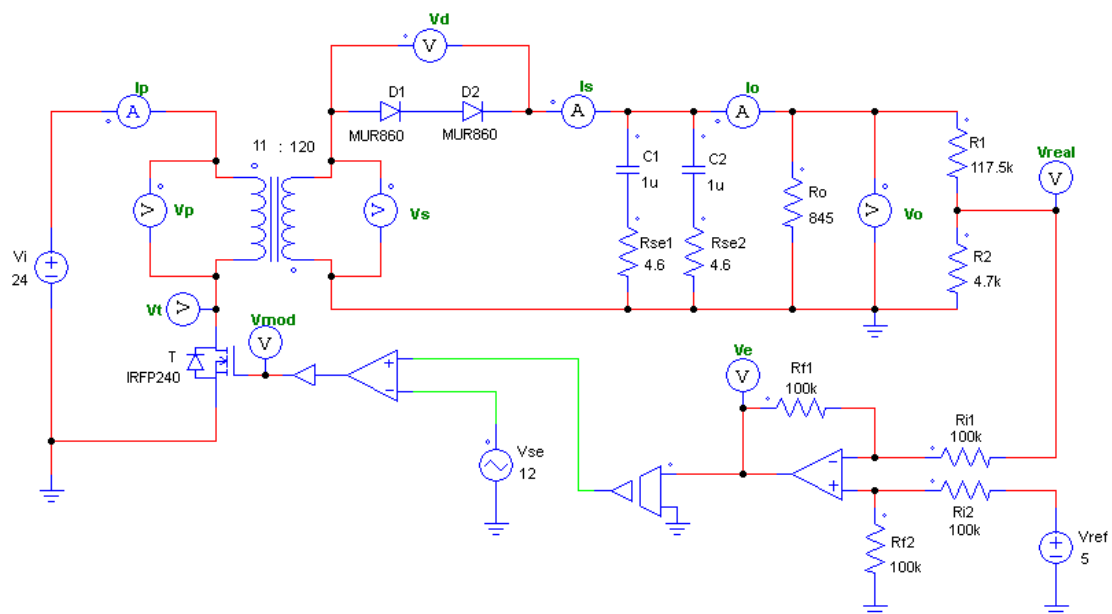 Vd
V
Ip
A
D1
D2
MUR860
MUR860
Is
A
Io
A
11 : 120
C1
1u
C2
1u
R1
117.5k
Vreal
V
V
Vp
V
Vs
Ro
845
V
Vo
Vi
24
Rse1
4.6
Rse2
4.6
R2
4.7k
Vt
V
Vmod
V
T
IRFP240
Ve
V
Rf1
100k
Ri1
100k
Vse
12
Ri2
100k
Rf2
100k
Vref
5